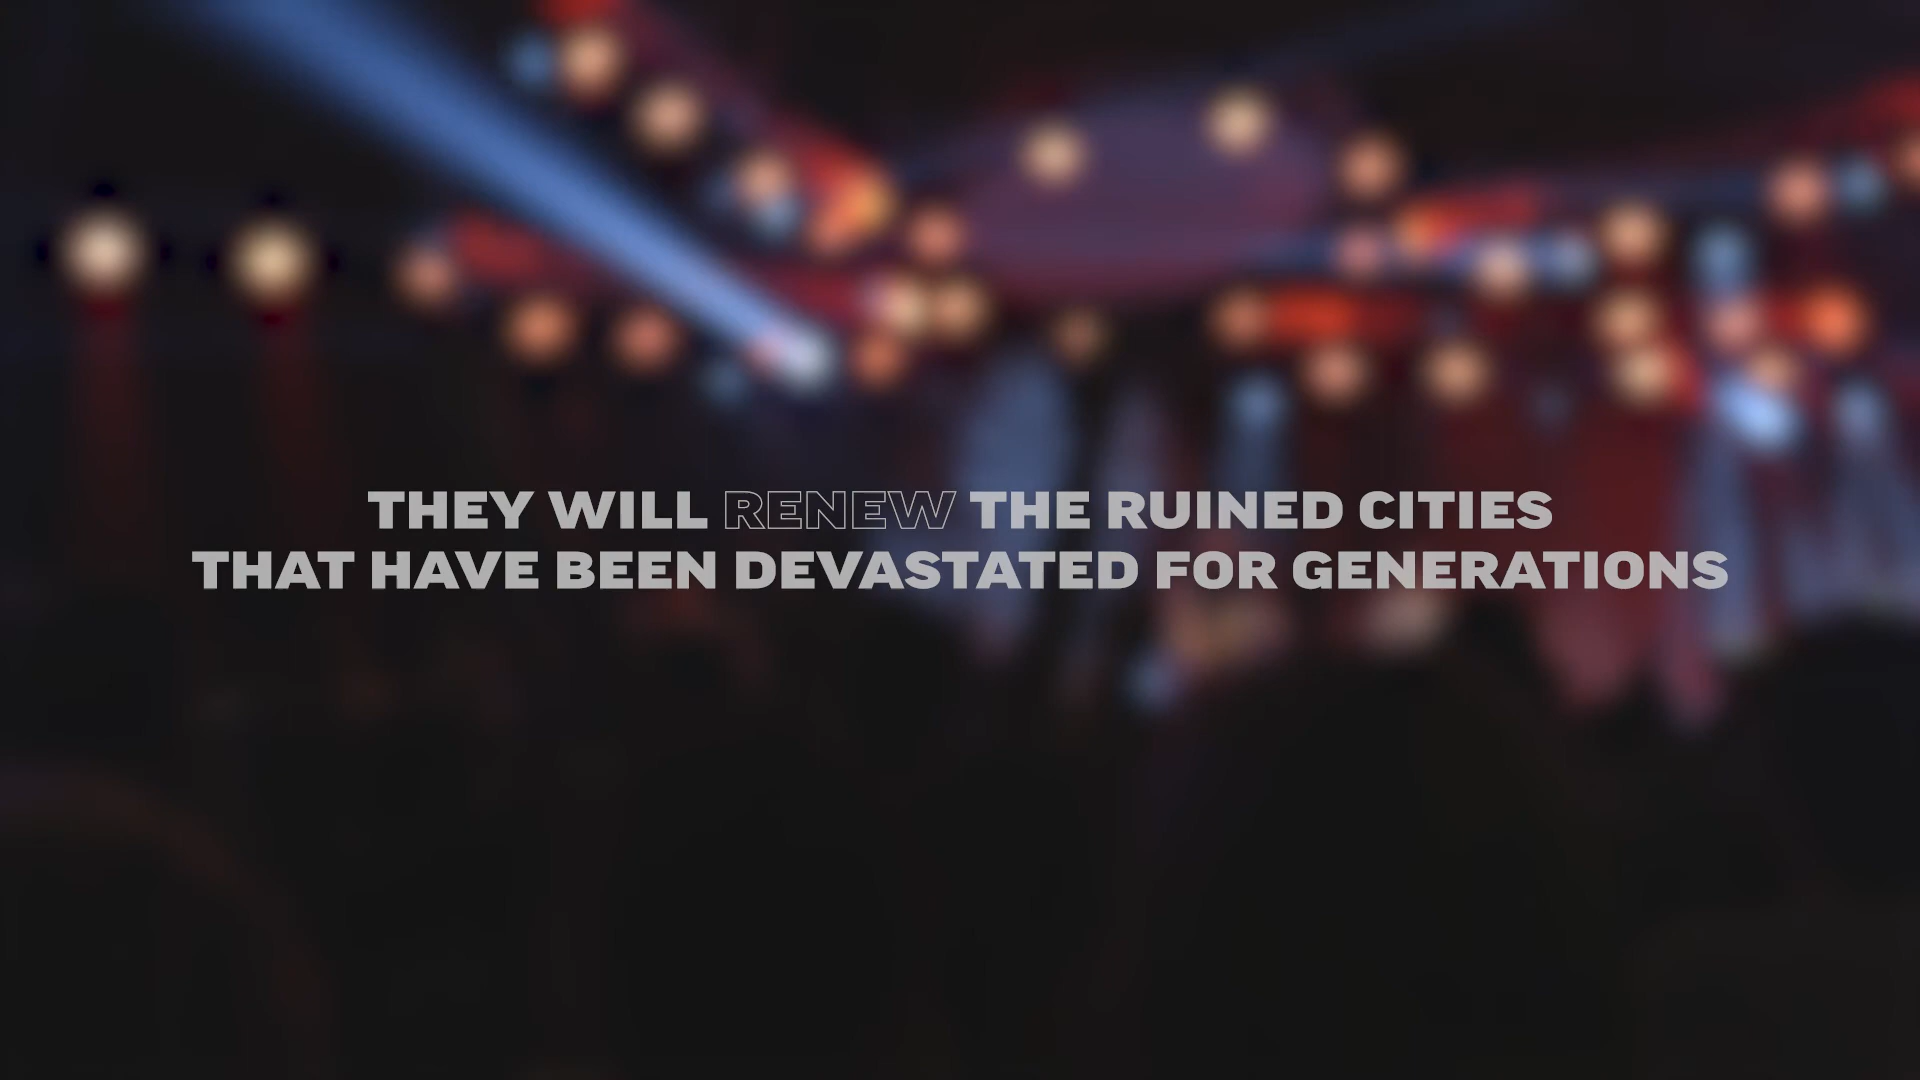 THEY WILL RENEW THE RUINED CITIES
THAT HAVE BEEN DEVASTATED FOR GENERATIONS